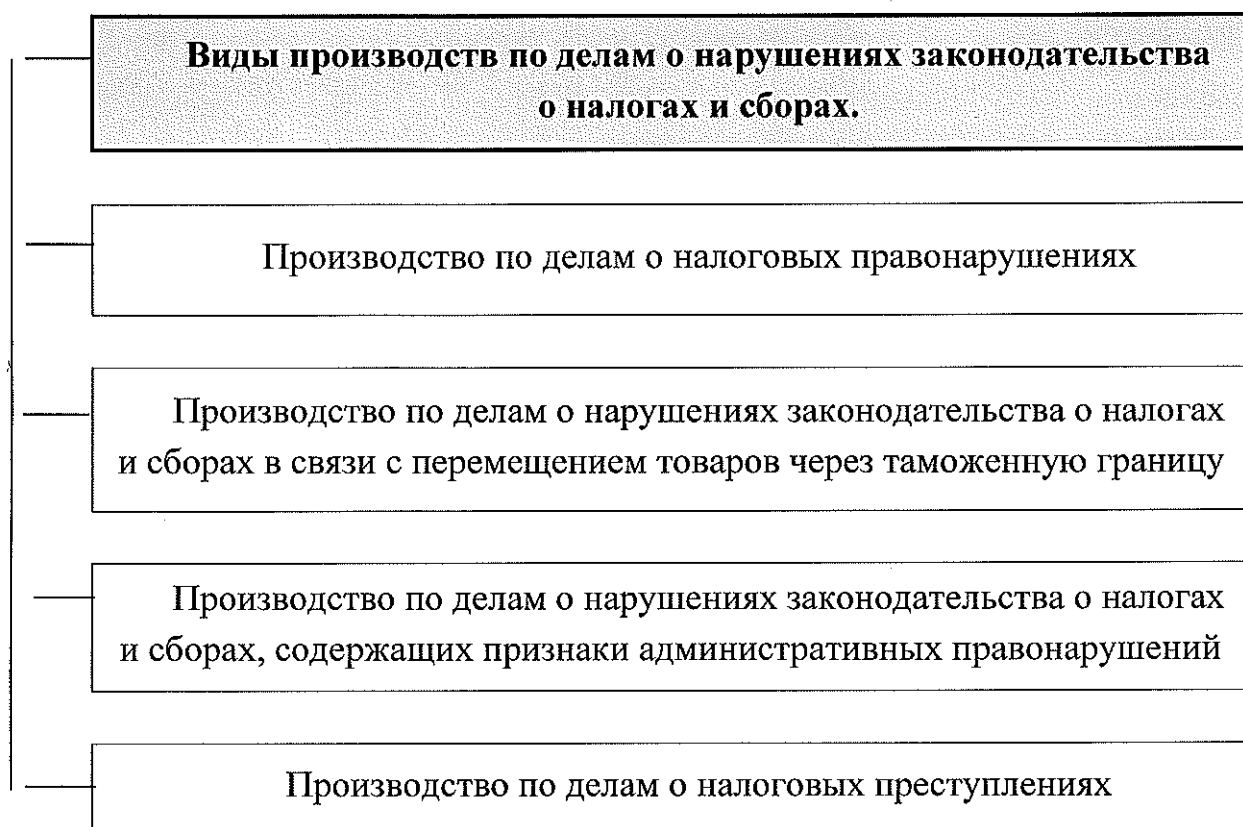 Виды производств по делам о нарушениях законодательства
о налогах и сборах.
Производство по делам о налоговых правонарушениях
Производство по делам о нарушениях законодательства о налогах
и сборах в связи с перемещением товаров через таможенную границу
Производство по делам о нарушениях законодательства о налогах
и сборах, содержащих признаки административных правонарушений
Производство по делам о налоговых преступлениях